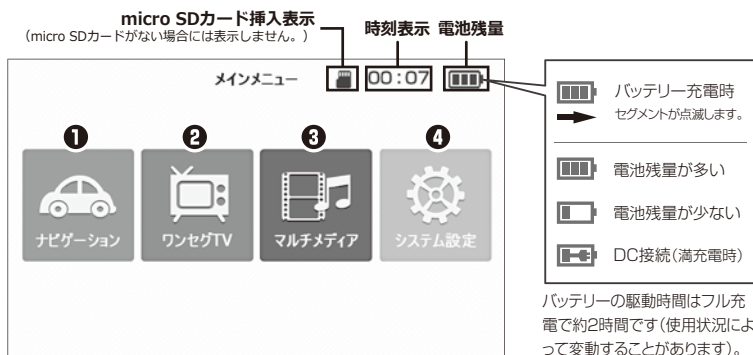 micro SDカード挿入表示
（micro SDカードがない場合には表示しません。）
時刻表示 電池残量
メインメニュー 00:07
❶ ❷ ❸ ❹
ナビゲーション ワンセグTV マルチメディア システム設定
バッテリー充電時
セグメントが点滅します。
電池残量が多い
電池残量が少ない
DC接続（満充電時）
バッテリーの駆動時間はフル充
電で約2時間です（使用状況によ
って変動することがあります）。